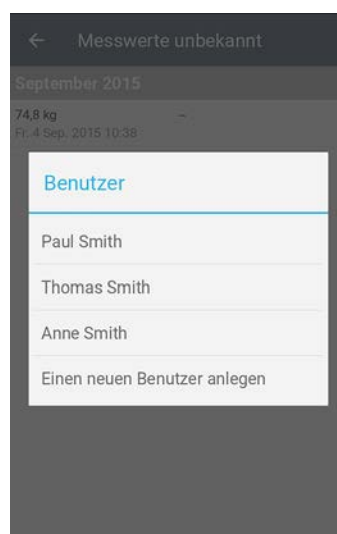 Messwerte unbekannt
September 2015
74,8 kg –
Fr. 4 Sep. 2015 10:38
Benutzer
Paul Smith
Thomas Smith
Anne Smith
Einen neuen Benutzer anlegen